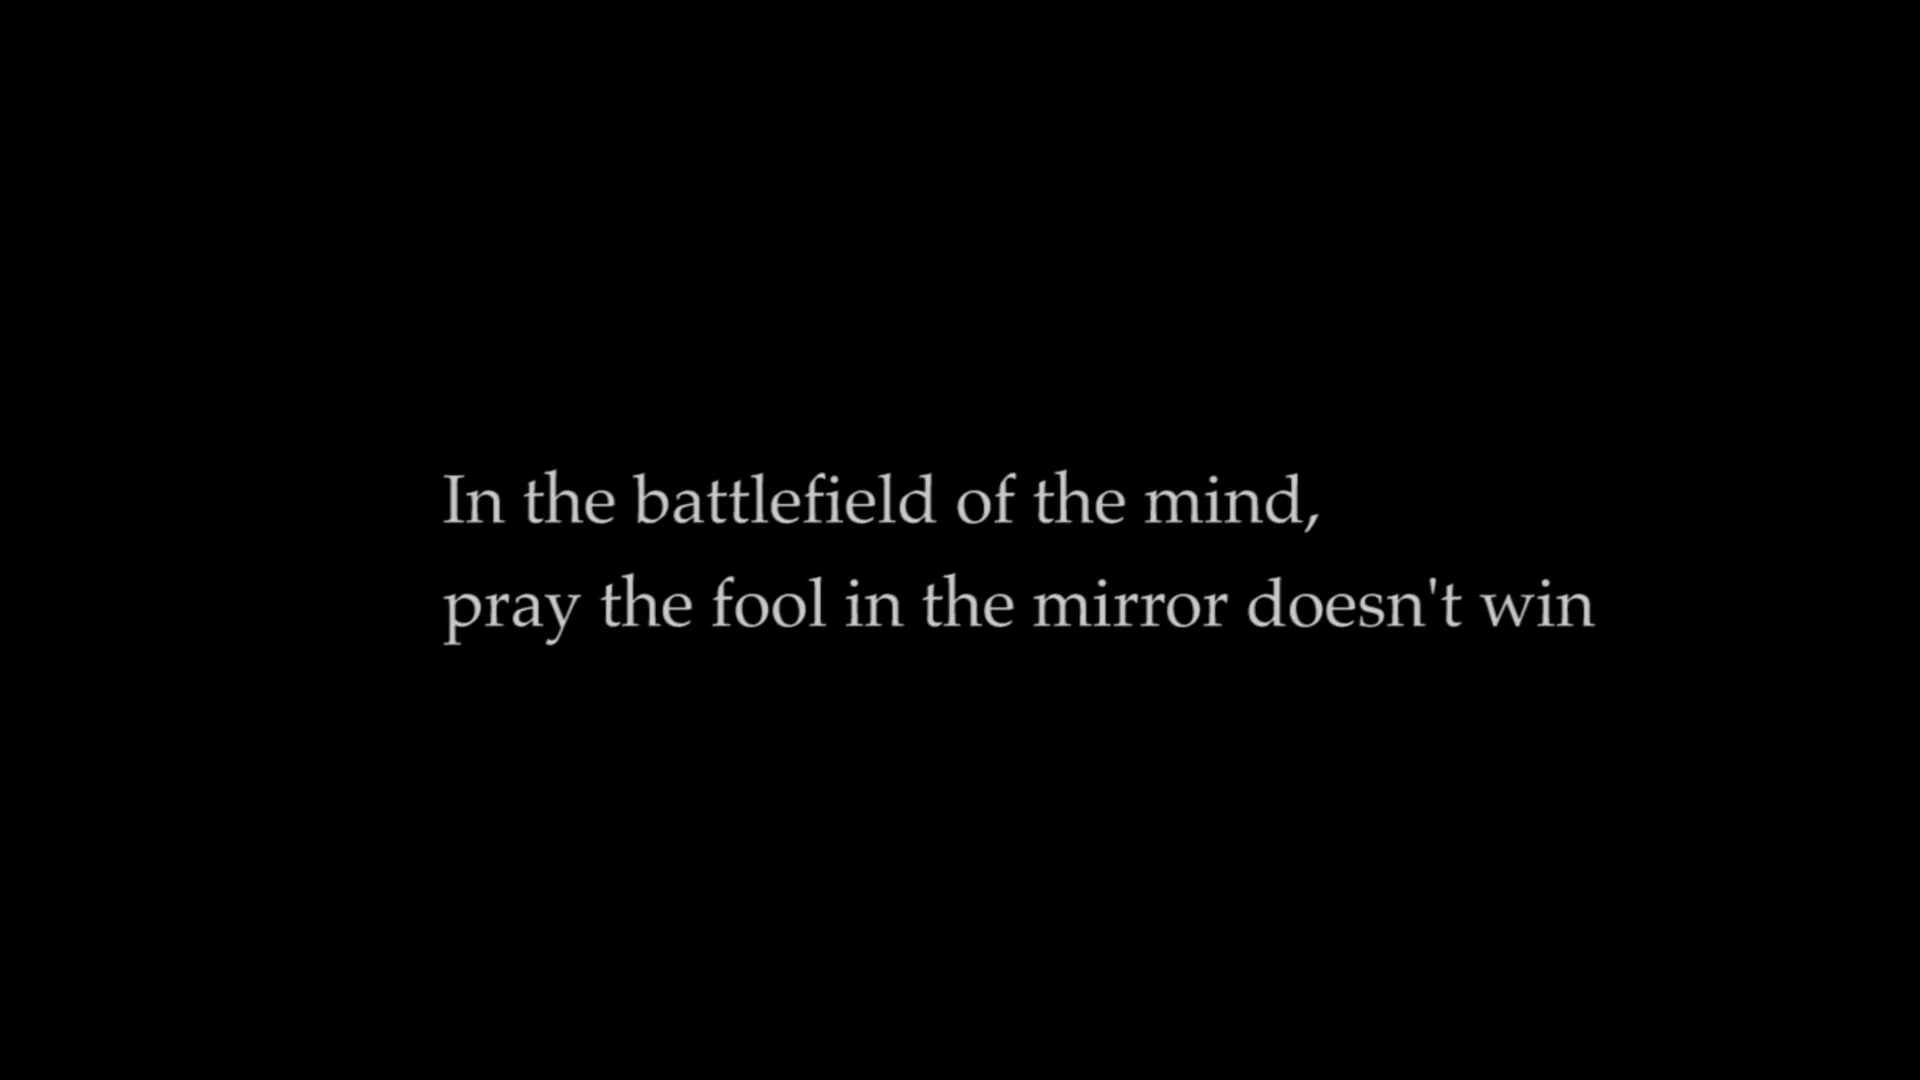 In the battlefield of the mind,
pray the fool in the mirror doesn't win